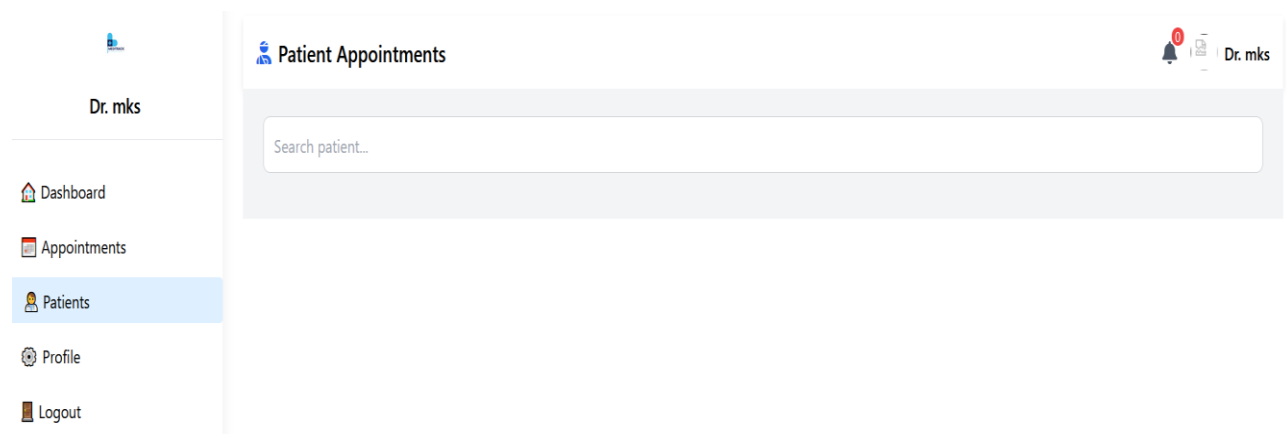 Dr. mks
Dashboard
Appointments
Patients
Profile
Logout
Patient Appointments
0
Dr. mks
Search patient...